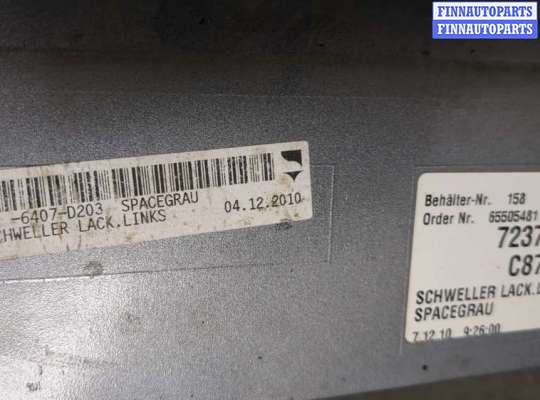 FINNAUTOPARTS
FINNAUTOPARTS
-6407-D203 SPACEGRAU
CHWELLER LACK.LINKS 04.12.2010
Behälter-Nr. 158
Order Nr. 65505481
7237
C87
SCHWELLER LACK.L
SPACEGRAU
7.12.10 9:26:00